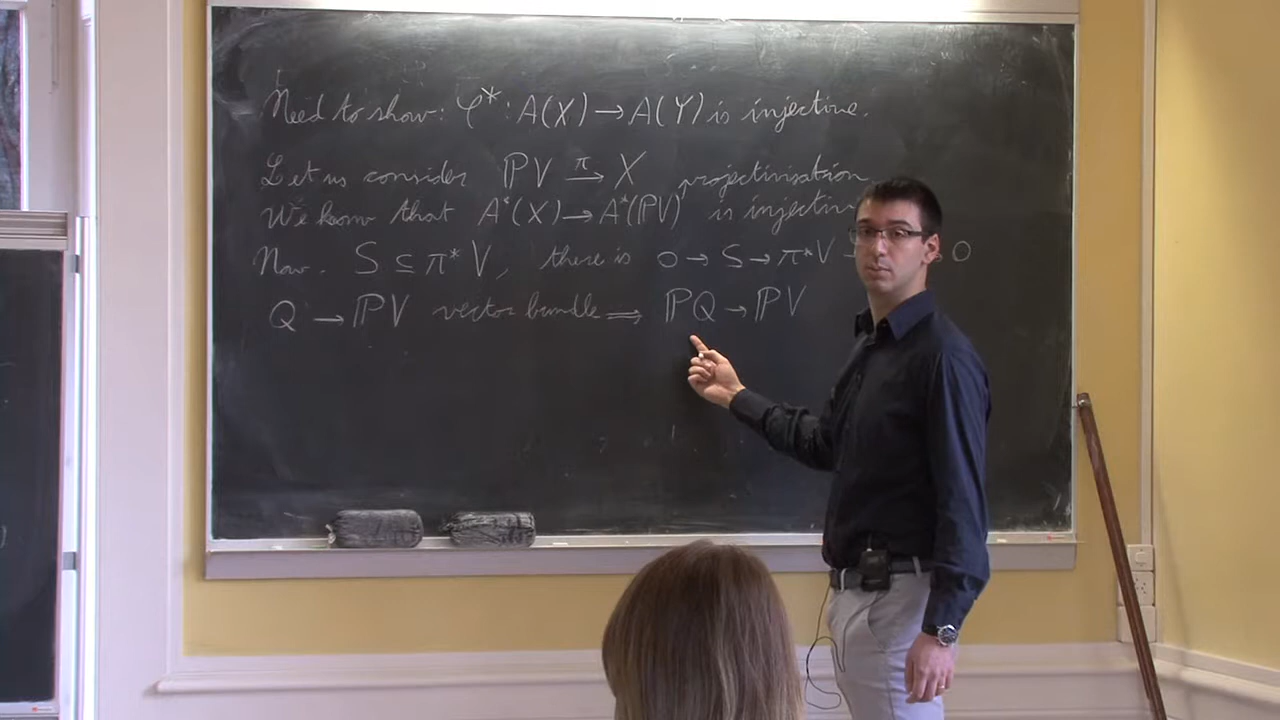 Need to show: φ* : A(X) → A(Y) is injective.
Let us consider ℙV →^π X projectivisation
We know that A*(X) → A*(ℙV) is injectiv
Now. S ⊆ π*V, there is 0 → S → π*V → 0
Q → ℙV vector bundle ⟹ ℙQ → ℙV